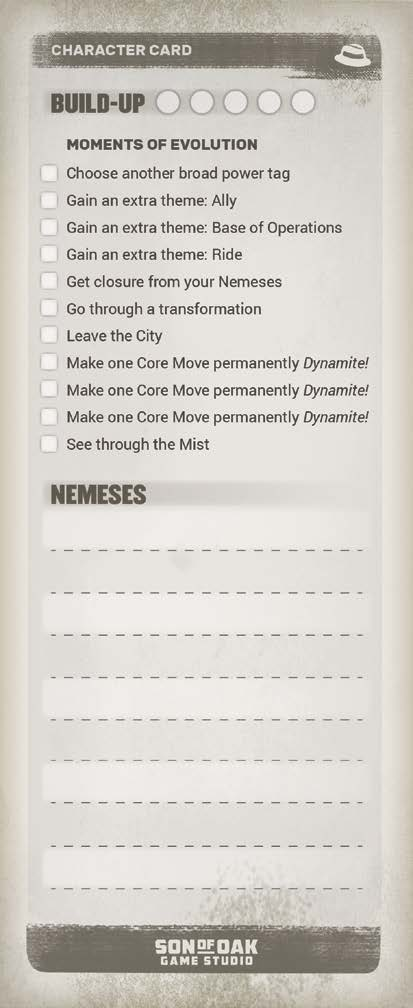 CHARACTER CARD
BUILD-UP
MOMENTS OF EVOLUTION
Choose another broad power tag
Gain an extra theme: Ally
Gain an extra theme: Base of Operations
Gain an extra theme: Ride
Get closure from your Nemeses
Go through a transformation
Leave the City
Make one Core Move permanently Dynamite!
Make one Core Move permanently Dynamite!
Make one Core Move permanently Dynamite!
See through the Mist
NEMESES
SON OF OAK
GAME STUDIO